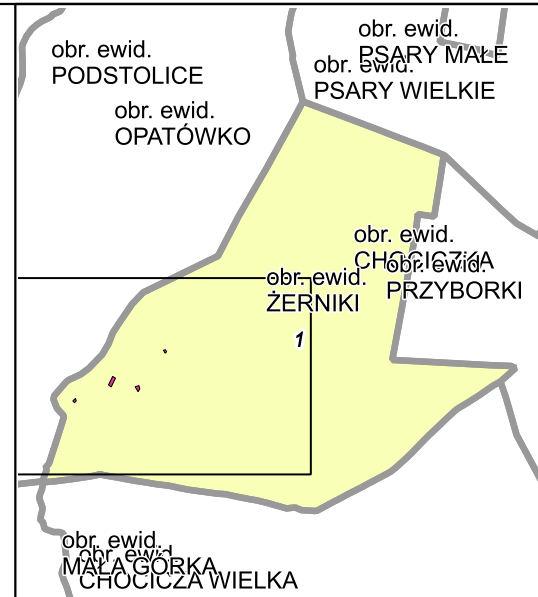 obr. ewid.
PSARY MAŁE
obr. ewid.
PODSTOLICE
obr. ewid.
PSARY WIELKIE
obr. ewid.
OPATÓWKO
obr. ewid.
CHOCICZKA
obr. ewid.
PRZYBORKI
obr. ewid.
ŻERNIKI
1
obr. ewid.
MAŁA GÓRKA
obr. ewid.
CHOCICZA WIELKA